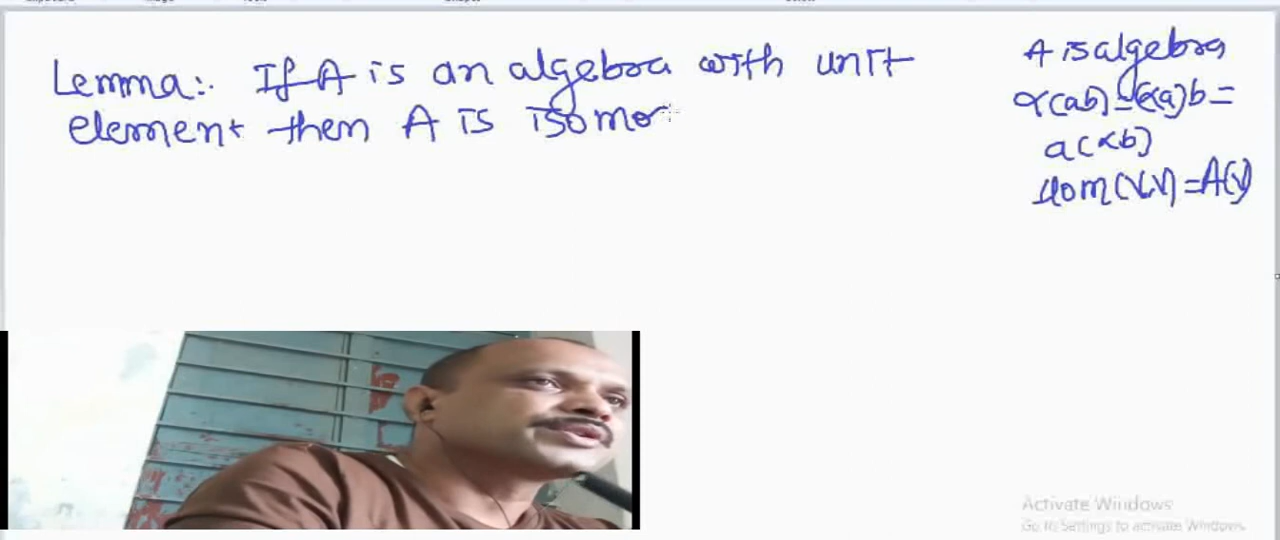 Lemma:. If A is an algebra with unit
element then A is isomor
A is algebra
α(ab) = (αa)b =
a(αb)
Hom(V,V) = A(V)
Activate Windows
Go to Settings to activate Windows.